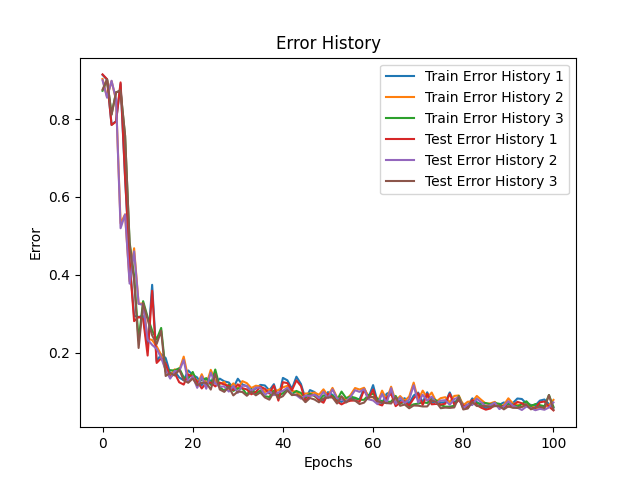 Error History
Train Error History 1
Train Error History 2
Train Error History 3
Test Error History 1
Test Error History 2
Test Error History 3
0.8
0.6
0.4
0.2
Error
0 20 40 60 80 100
Epochs